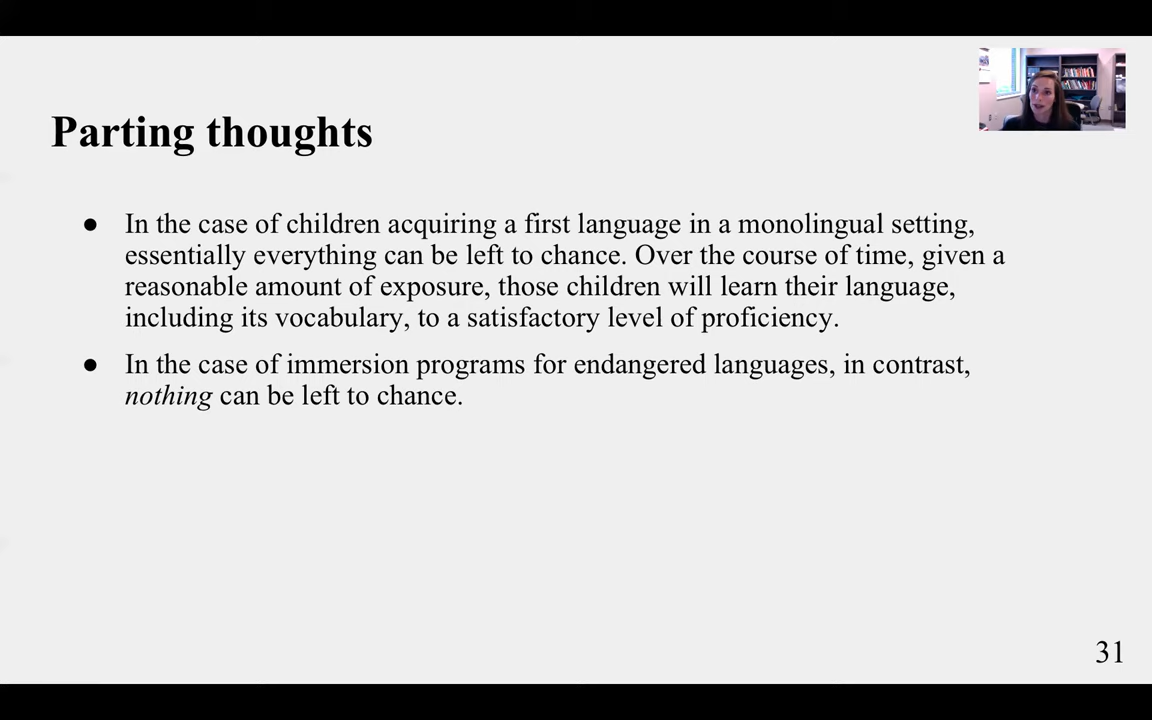 Parting thoughts
● In the case of children acquiring a first language in a monolingual setting,
essentially everything can be left to chance. Over the course of time, given a
reasonable amount of exposure, those children will learn their language,
including its vocabulary, to a satisfactory level of proficiency.
● In the case of immersion programs for endangered languages, in contrast,
nothing can be left to chance.
31